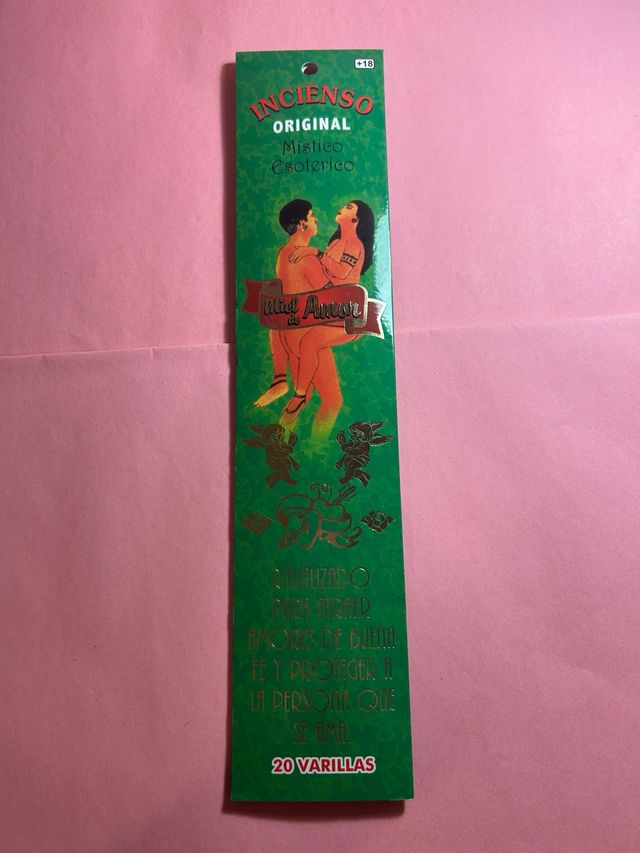 +18
INCIENSO
ORIGINAL
Mistico
Esoterico
Miel
de Amor
RITUALIZADO
PARA ATRAER
AMORES DE BUENA
FE Y PROTEGER A
LA PERSONA QUE
SE AMA.
20 VARILLAS